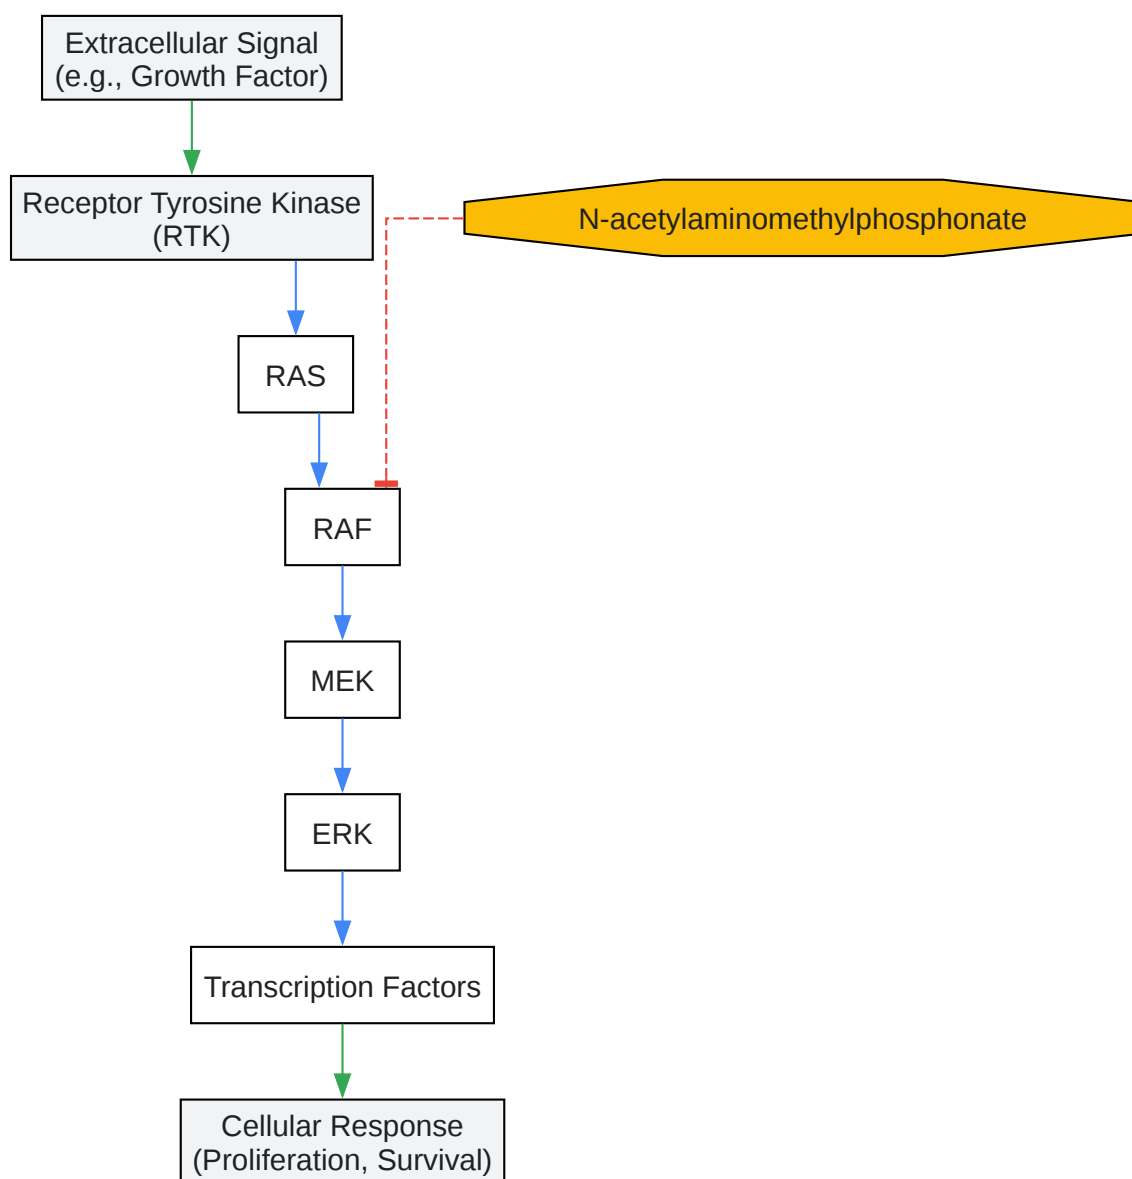 Extracellular Signal
(e.g., Growth Factor)
Receptor Tyrosine Kinase
(RTK)
N-acetylaminomethylphosphonate
RAS
RAF
MEK
ERK
Transcription Factors
Cellular Response
(Proliferation, Survival)